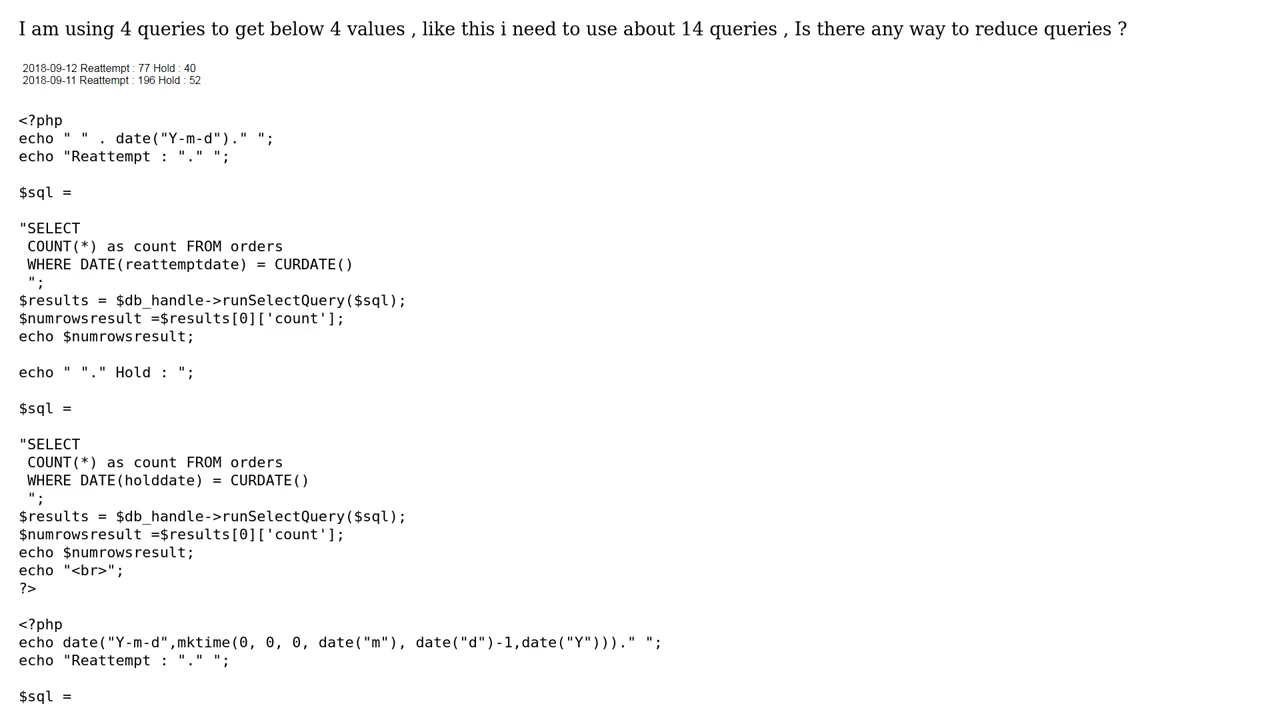 I am using 4 queries to get below 4 values , like this i need to use about 14 queries , Is there any way to reduce queries ?
2018-09-12 Reattempt : 77 Hold : 40
2018-09-11 Reattempt : 196 Hold : 52
<?php
echo " " . date("Y-m-d")." ";
echo "Reattempt : "." ";
$sql =
"SELECT
COUNT(*) as count FROM orders
WHERE DATE(reattemptdate) = CURDATE()
";
$results = $db_handle->runSelectQuery($sql);
$numrowsresult =$results[0]['count'];
echo $numrowsresult;
echo " "." Hold : ";
$sql =
"SELECT
COUNT(*) as count FROM orders
WHERE DATE(holddate) = CURDATE()
";
$results = $db_handle->runSelectQuery($sql);
$numrowsresult =$results[0]['count'];
echo $numrowsresult;
echo "<br>";
?>
<?php
echo date("Y-m-d",mktime(0, 0, 0, date("m"), date("d")-1,date("Y")))." ";
echo "Reattempt : "." ";
$sql =